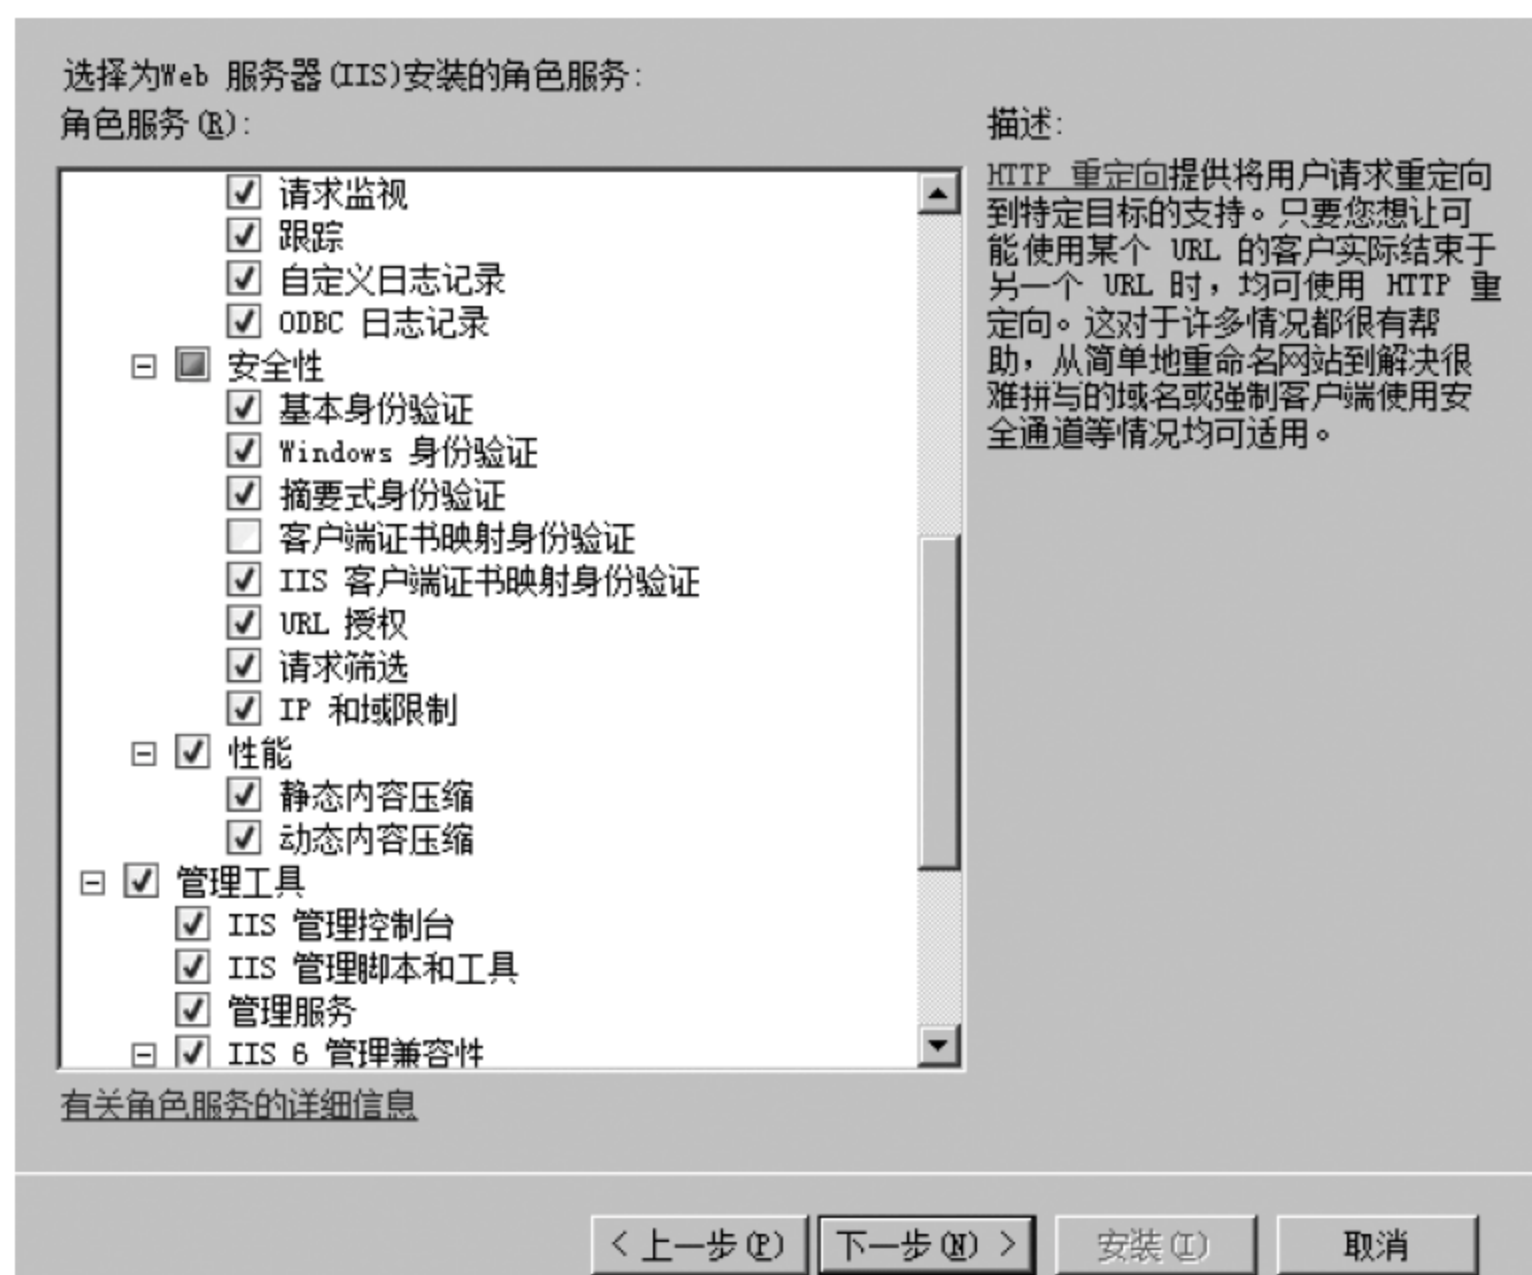 选择为Web 服务器(IIS)安装的角色服务:
角色服务(R):
请求监视
跟踪
自定义日志记录
ODBC 日志记录
安全性
基本身份验证
Windows 身份验证
摘要式身份验证
客户端证书映射身份验证
IIS 客户端证书映射身份验证
URL 授权
请求筛选
IP 和域限制
性能
静态内容压缩
动态内容压缩
管理工具
IIS 管理控制台
IIS 管理脚本和工具
管理服务
IIS 6 管理兼容性
有关角色服务的详细信息
描述:
HTTP 重定向提供将用户请求重定向
到特定目标的支持。只要您想让可
能使用某个 URL 的客户实际结束于
另一个 URL 时，均可使用 HTTP 重
定向。这对于许多情况都很有帮
助，从简单地重命名网站到解决很
难拼写的域名或强制客户端使用安
全通道等情况均可适用。
< 上一步(P)
下一步(N) >
安装(I)
取消